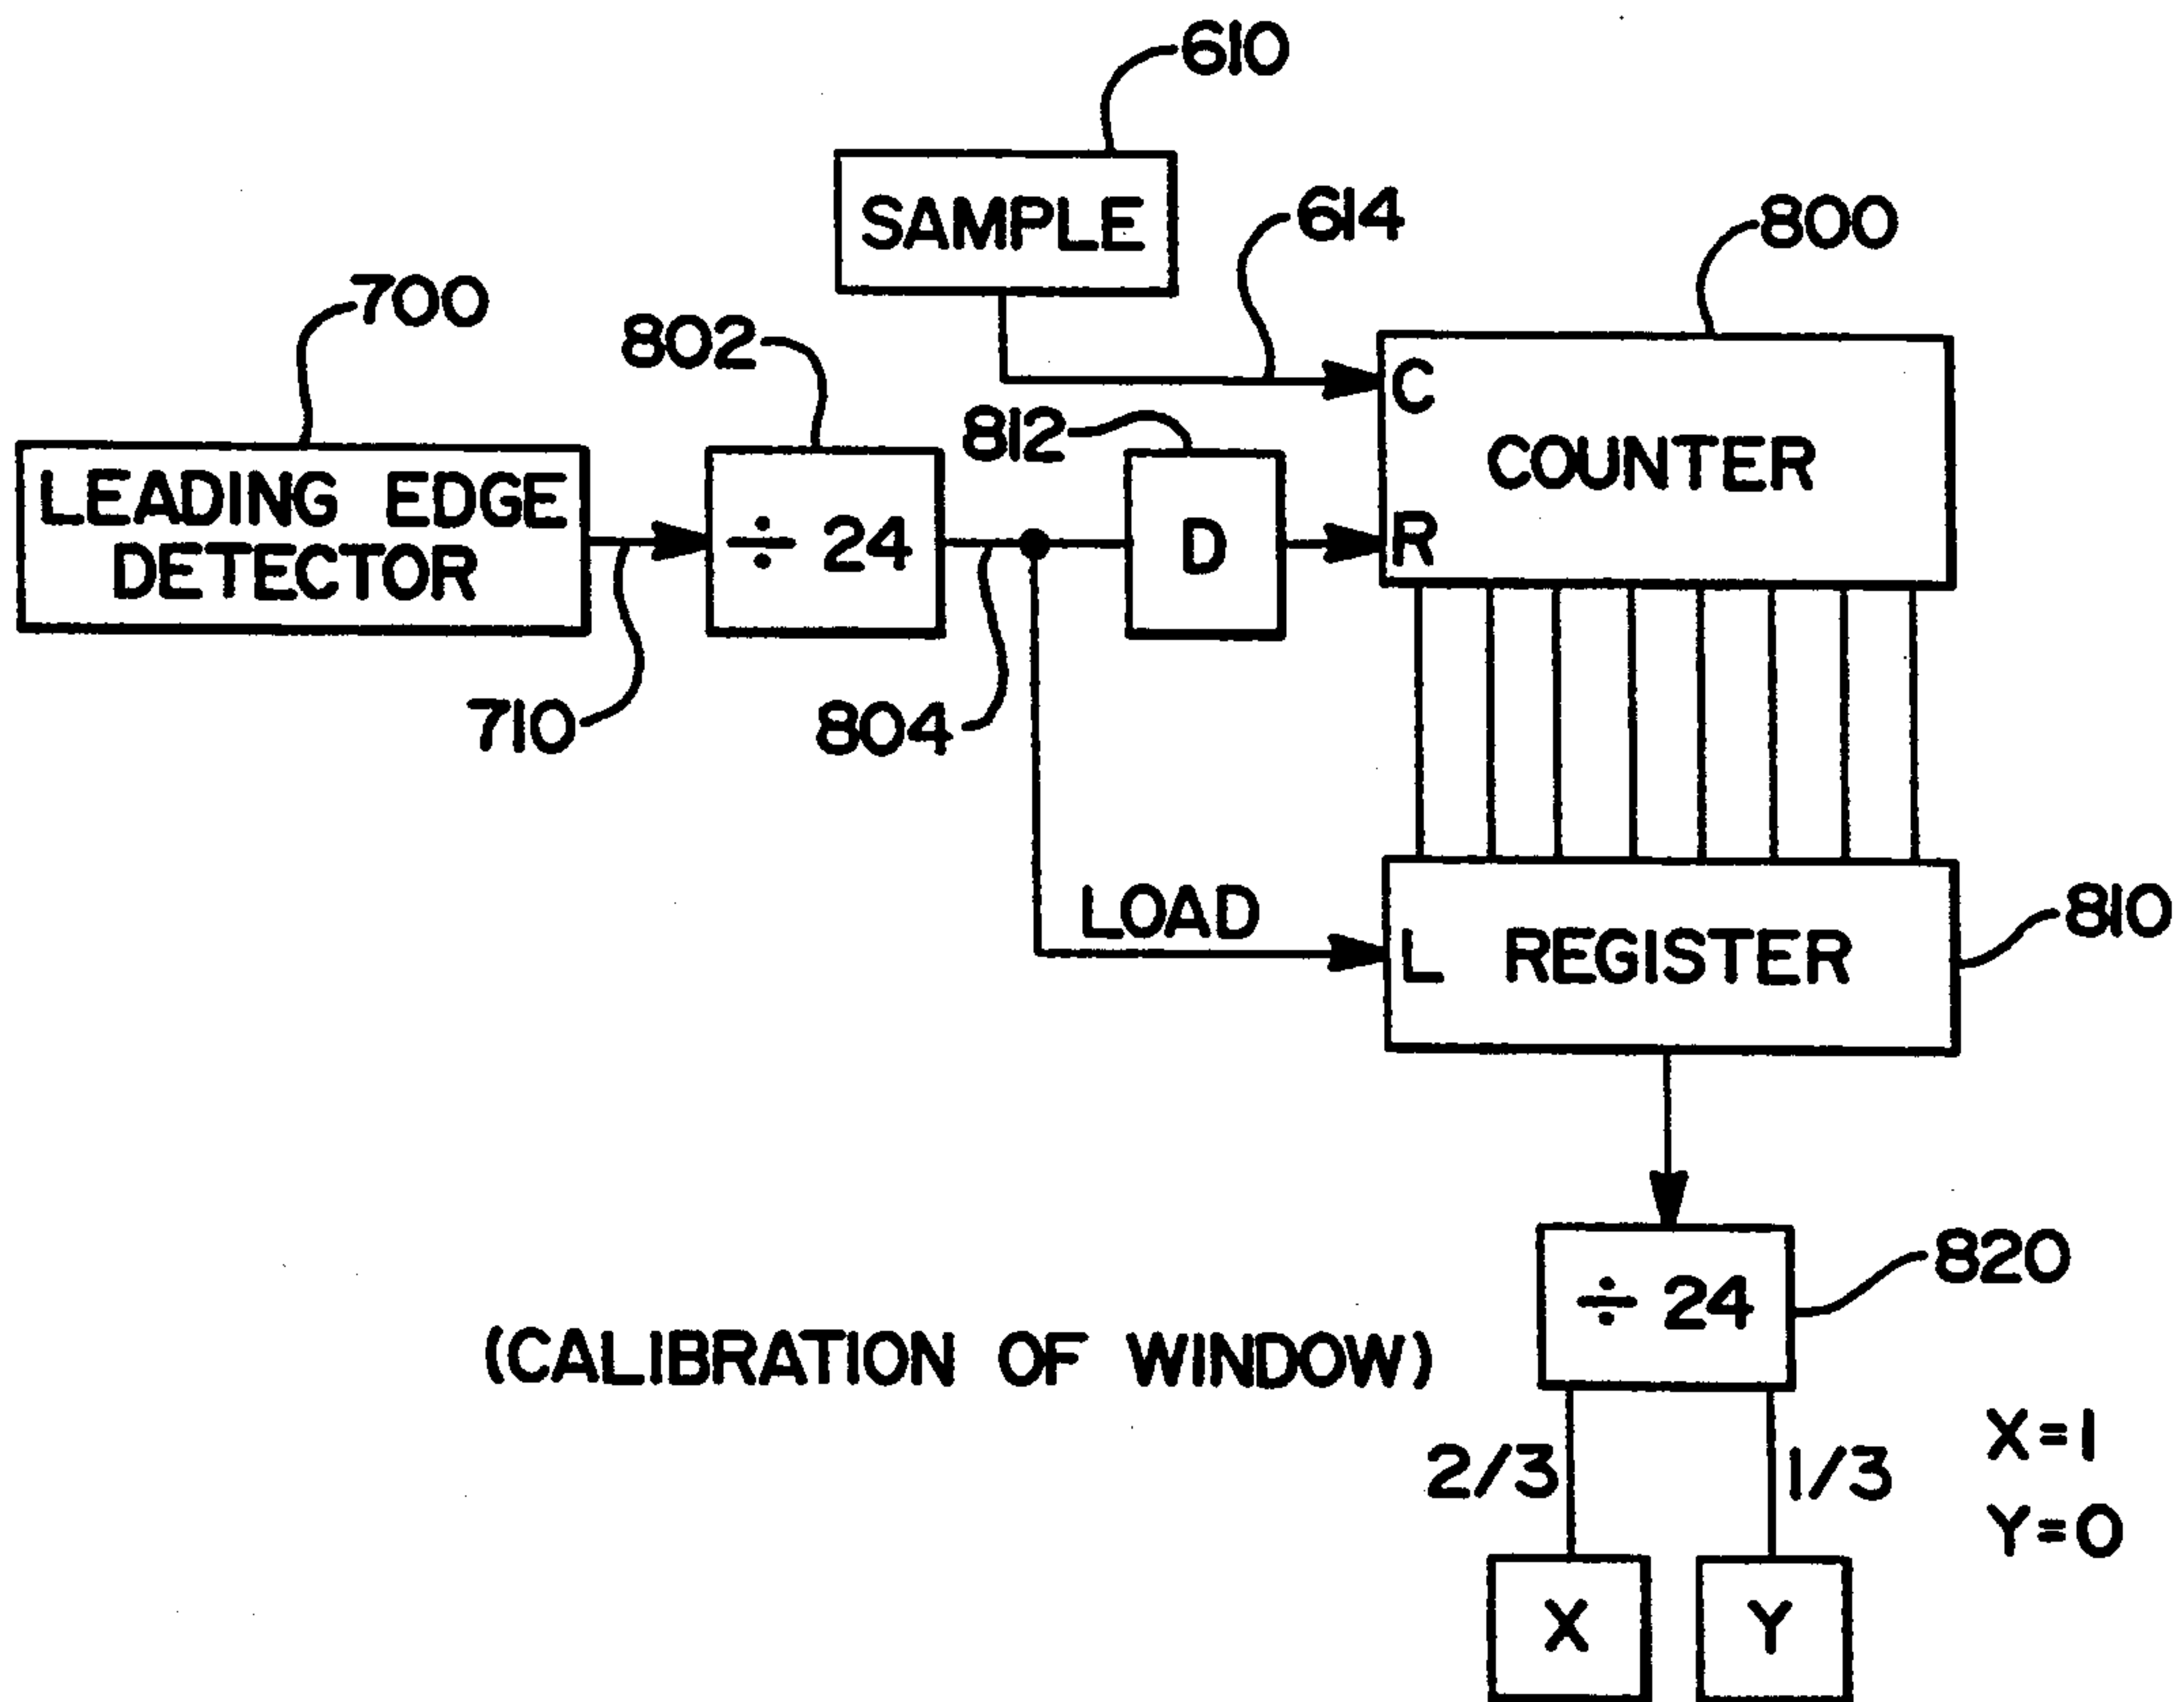 610
SAMPLE
614
800
700
802
812
C
COUNTER
R
LEADING EDGE
DETECTOR
÷ 24
D
710
804
LOAD
L REGISTER
810
820
÷ 24
(CALIBRATION OF WINDOW)
2/3
1/3
X=1
Y=0
X
Y